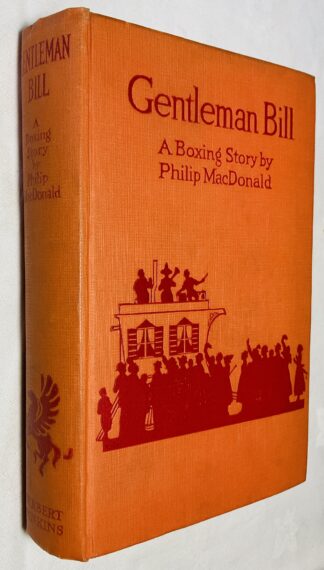 Gentleman Bill
A Boxing Story by
Philip MacDonald
GENTLEMAN
BILL
A
Boxing
Story
by
Philip
MacDonald
HERBERT
JENKINS